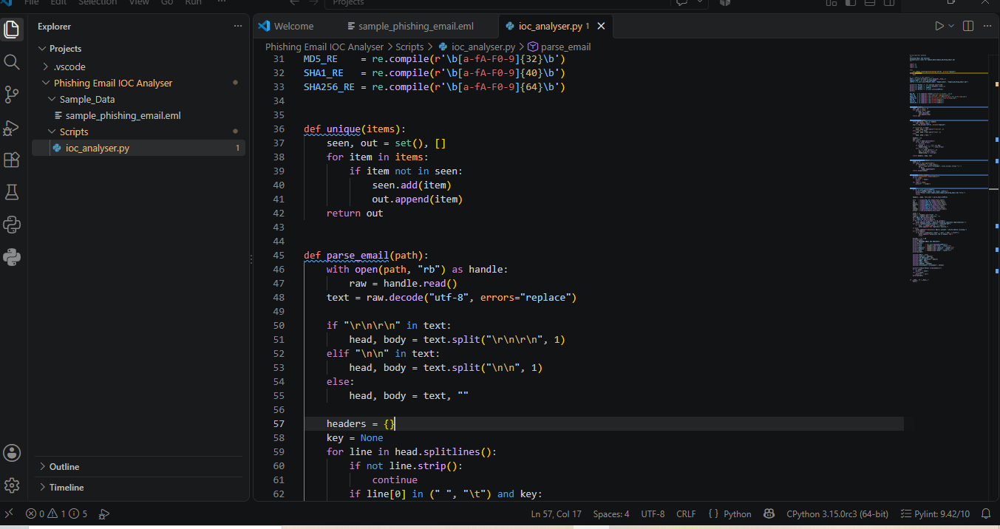 File Edit Selection View Go Run ··· Projects
Explorer ···
Projects
.vscode
Phishing Email IOC Analyser
Sample_Data
sample_phishing_email.eml
Scripts
ioc_analyser.py 1
Outline
Timeline
Welcome sample_phishing_email.eml ioc_analyser.py 1
Phishing Email IOC Analyser > Scripts > ioc_analyser.py > parse_email
31 MD5_RE    = re.compile(r'\b[a-fA-F0-9]{32}\b')
32 SHA1_RE   = re.compile(r'\b[a-fA-F0-9]{40}\b')
33 SHA256_RE = re.compile(r'\b[a-fA-F0-9]{64}\b')
34
35
36 def unique(items):
37     seen, out = set(), []
38     for item in items:
39         if item not in seen:
40             seen.add(item)
41             out.append(item)
42     return out
43
44
45 def parse_email(path):
46     with open(path, "rb") as handle:
47         raw = handle.read()
48     text = raw.decode("utf-8", errors="replace")
49
50     if "\r\n\r\n" in text:
51         head, body = text.split("\r\n\r\n", 1)
52     elif "\n\n" in text:
53         head, body = text.split("\n\n", 1)
54     else:
55         head, body = text, ""
56
57     headers = {}
58     key = None
59     for line in head.splitlines():
60         if not line.strip():
61             continue
62         if line[0] in (" ", "\t") and key:
0 1 5 Ln 57, Col 17 Spaces: 4 UTF-8 CRLF { } Python CPython 3.15.0rc3 (64-bit) Pylint: 9.42/10